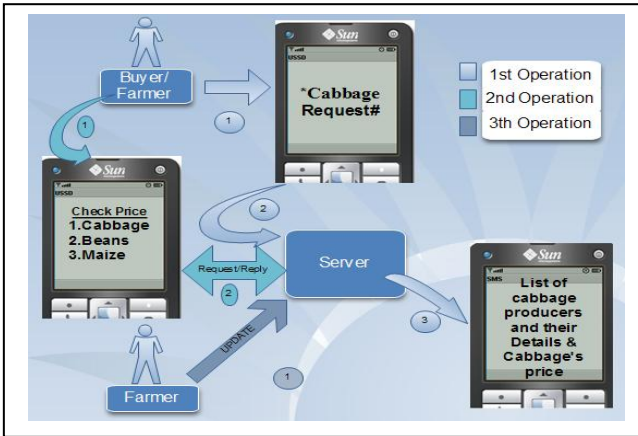 Buyer/
Farmer
1
1
Sun
USSD
*Cabbage
Request#
1st Operation
2nd Operation
3th Operation
Sun
USSD
Check Price
1.Cabbage
2.Beans
3.Maize
2
Request/Reply
2
Server
3
Sun
SMS
List of
cabbage
producers
and their
Details &
Cabbage's
price
UPDATE
1
Farmer